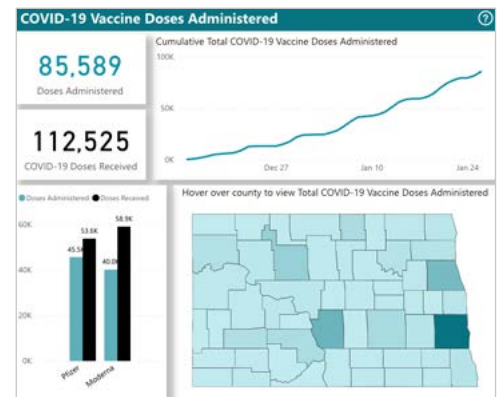 COVID-19 Vaccine Doses Administered
?
85,589
Doses Administered
112,525
COVID-19 Doses Received
Cumulative Total COVID-19 Vaccine Doses Administered
100K
50K
0K
Dec 27
Jan 10
Jan 24
Doses Administered
Doses Received
60K
40K
20K
0K
45.5K
53.6K
40.0K
58.9K
Pfizer
Moderna
Hover over county to view Total COVID-19 Vaccine Doses Administered